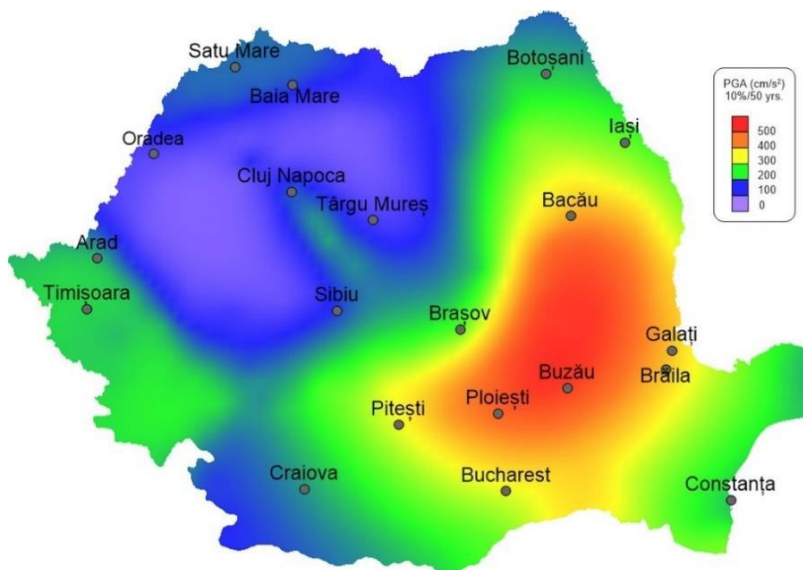 Satu Mare
Botoșani
Baia Mare
PGA (cm/s²)
10%/50 yrs.
500
400
300
200
100
0
Iași
Oradea
Cluj Napoca
Târgu Mureș
Bacău
Arad
Timișoara
Sibiu
Brașov
Galați
Brăila
Buzău
Ploiești
Pitești
Craiova
Bucharest
Constanța